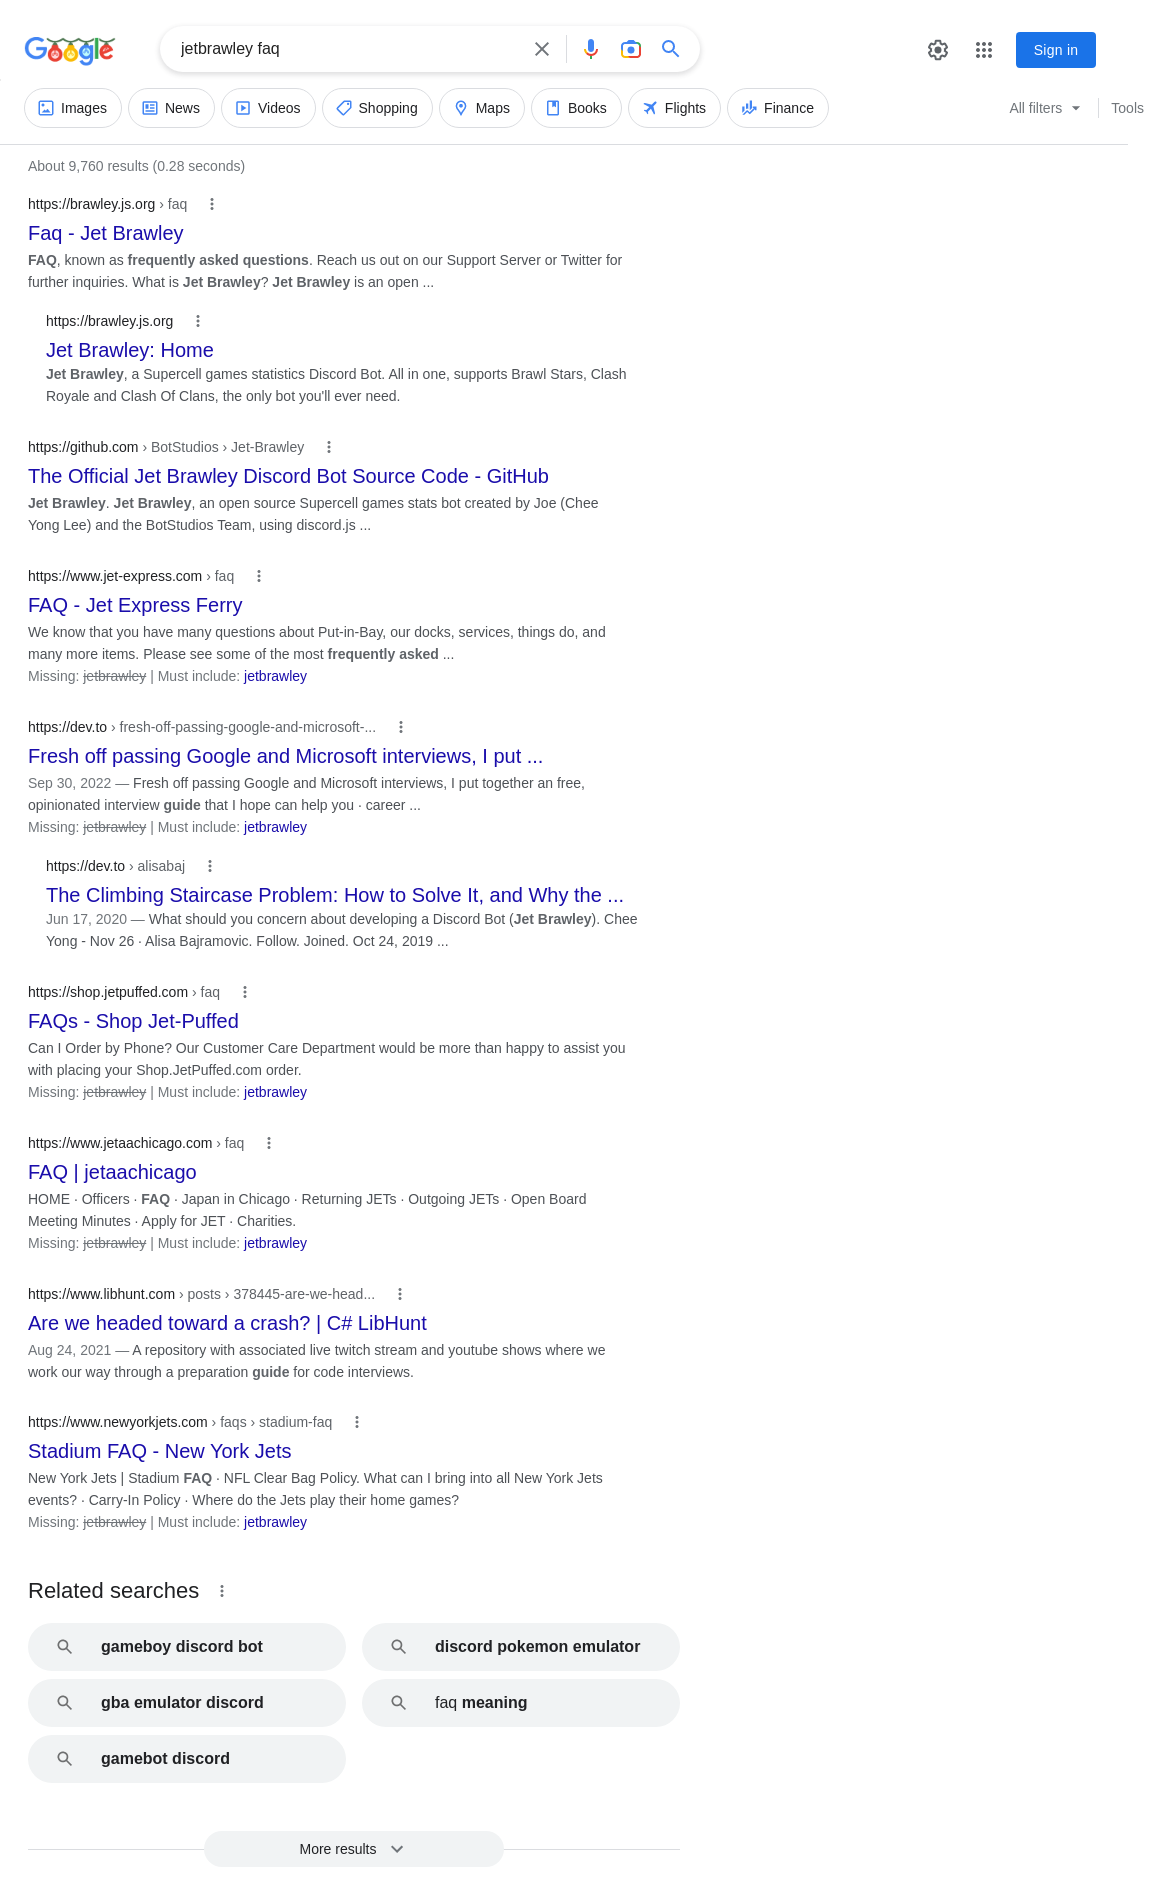 Google
jetbrawley faq
Sign in
Images
News
Videos
Shopping
Maps
Books
Flights
Finance
All filters
Tools
About 9,760 results (0.28 seconds)
https://brawley.js.org › faq
Faq - Jet Brawley
FAQ, known as frequently asked questions. Reach us out on our Support Server or Twitter for
further inquiries. What is Jet Brawley? Jet Brawley is an open ...
https://brawley.js.org
Jet Brawley: Home
Jet Brawley, a Supercell games statistics Discord Bot. All in one, supports Brawl Stars, Clash
Royale and Clash Of Clans, the only bot you'll ever need.
https://github.com › BotStudios › Jet-Brawley
The Official Jet Brawley Discord Bot Source Code - GitHub
Jet Brawley. Jet Brawley, an open source Supercell games stats bot created by Joe (Chee
Yong Lee) and the BotStudios Team, using discord.js ...
https://www.jet-express.com › faq
FAQ - Jet Express Ferry
We know that you have many questions about Put-in-Bay, our docks, services, things do, and
many more items. Please see some of the most frequently asked ...
Missing: jetbrawley | Must include: jetbrawley
https://dev.to › fresh-off-passing-google-and-microsoft-...
Fresh off passing Google and Microsoft interviews, I put ...
Sep 30, 2022 — Fresh off passing Google and Microsoft interviews, I put together an free,
opinionated interview guide that I hope can help you · career ...
Missing: jetbrawley | Must include: jetbrawley
https://dev.to › alisabaj
The Climbing Staircase Problem: How to Solve It, and Why the ...
Jun 17, 2020 — What should you concern about developing a Discord Bot (Jet Brawley). Chee
Yong - Nov 26 · Alisa Bajramovic. Follow. Joined. Oct 24, 2019 ...
https://shop.jetpuffed.com › faq
FAQs - Shop Jet-Puffed
Can I Order by Phone? Our Customer Care Department would be more than happy to assist you
with placing your Shop.JetPuffed.com order.
Missing: jetbrawley | Must include: jetbrawley
https://www.jetaachicago.com › faq
FAQ | jetaachicago
HOME · Officers · FAQ · Japan in Chicago · Returning JETs · Outgoing JETs · Open Board
Meeting Minutes · Apply for JET · Charities.
Missing: jetbrawley | Must include: jetbrawley
https://www.libhunt.com › posts › 378445-are-we-head...
Are we headed toward a crash? | C# LibHunt
Aug 24, 2021 — A repository with associated live twitch stream and youtube shows where we
work our way through a preparation guide for code interviews.
https://www.newyorkjets.com › faqs › stadium-faq
Stadium FAQ - New York Jets
New York Jets | Stadium FAQ · NFL Clear Bag Policy. What can I bring into all New York Jets
events? · Carry-In Policy · Where do the Jets play their home games?
Missing: jetbrawley | Must include: jetbrawley
Related searches
gameboy discord bot
discord pokemon emulator
gba emulator discord
faq meaning
gamebot discord
More results